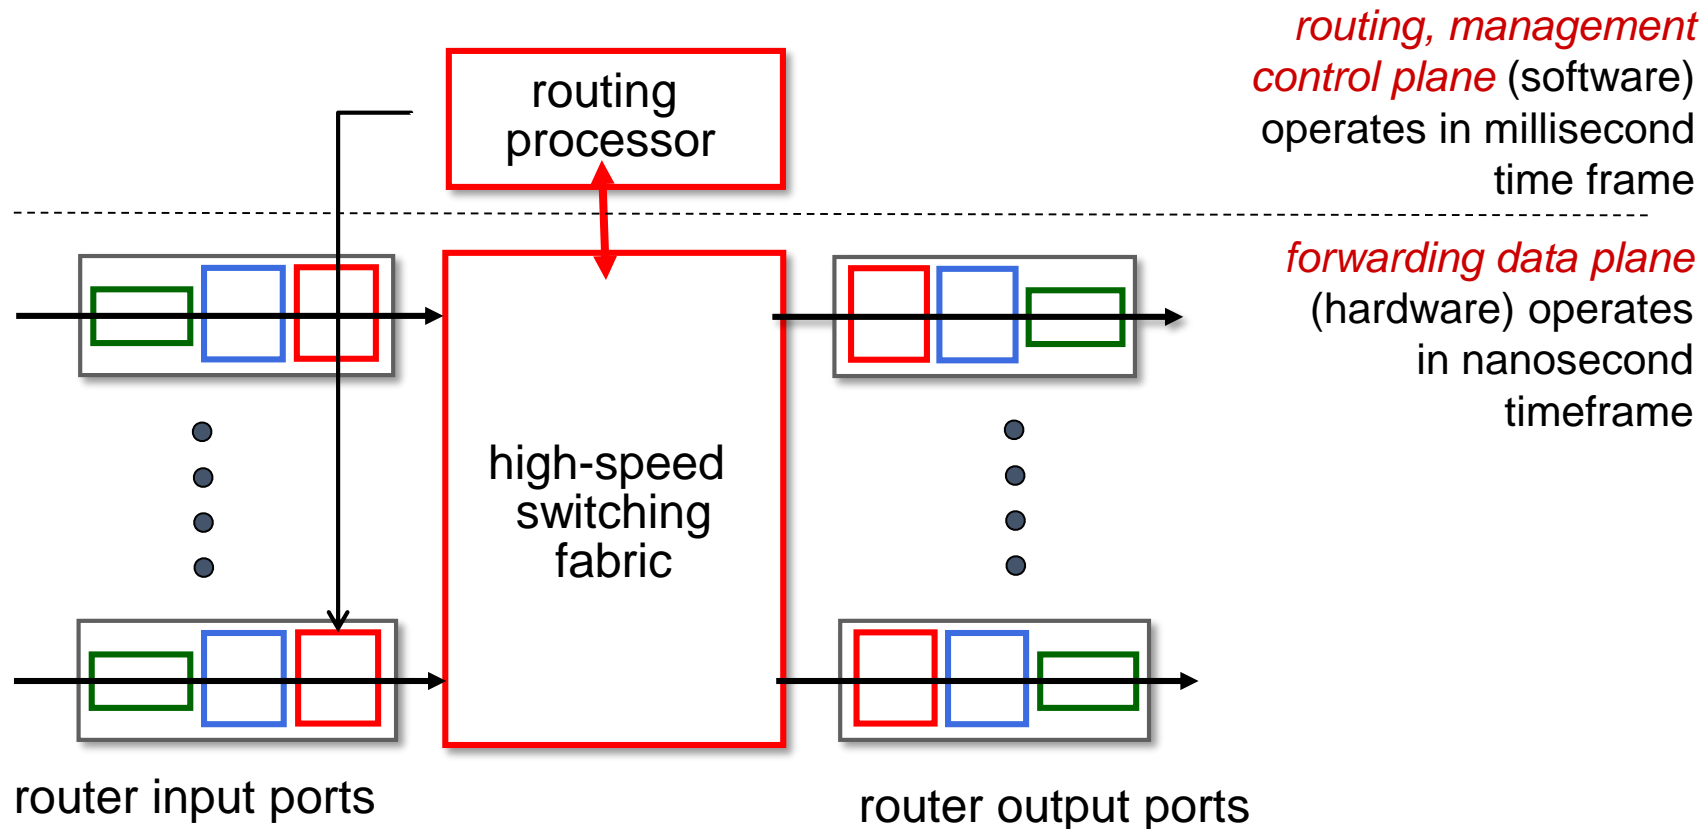 routing, management
control plane (software)
operates in millisecond
time frame
routing
processor
forwarding data plane
(hardware) operates
in nanosecond
timeframe
high-speed
switching
fabric
router input ports
router output ports